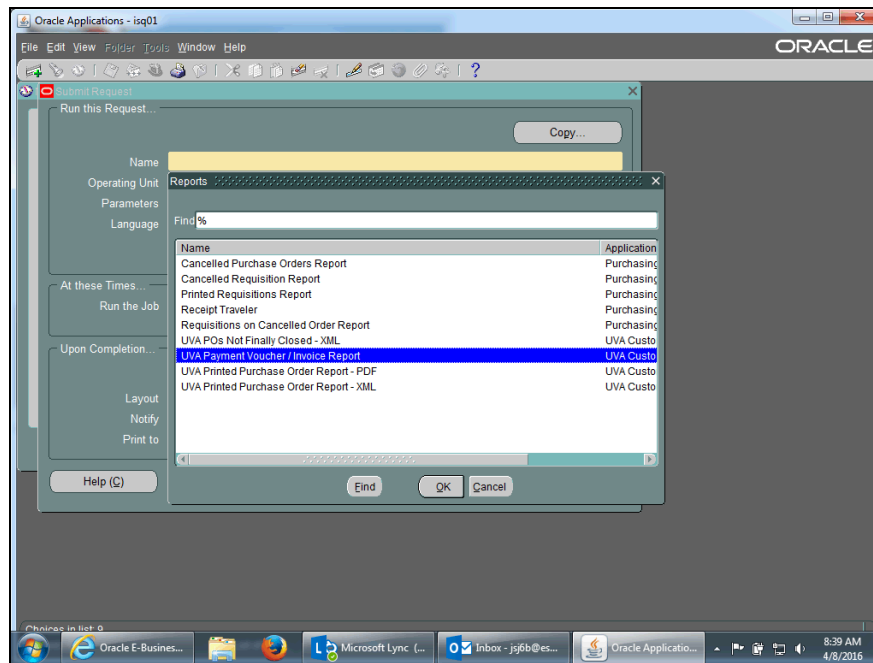 Oracle Applications - isq01
File Edit View Folder Tools Window Help
ORACLE
Submit Request
Run this Request...
Copy...
Name
Operating Unit
Parameters
Language
Reports
Find %
Name Application
Cancelled Purchase Orders Report Purchasing
Cancelled Requisition Report Purchasing
Printed Requisitions Report Purchasing
Receipt Traveler Purchasing
Requisitions on Cancelled Order Report Purchasing
UVA POs Not Finally Closed - XML UVA Custo
UVA Payment Voucher / Invoice Report UVA Custo
UVA Printed Purchase Order Report - PDF UVA Custo
UVA Printed Purchase Order Report - XML UVA Custo
At these Times...
Run the Job
Upon Completion...
Layout
Notify
Print to
Help (C)
Find OK Cancel
Choices in list: 9
Oracle E-Busines... Microsoft Lync (... Inbox - jsj6b@es... Oracle Applicatio...
8:39 AM
4/8/2016